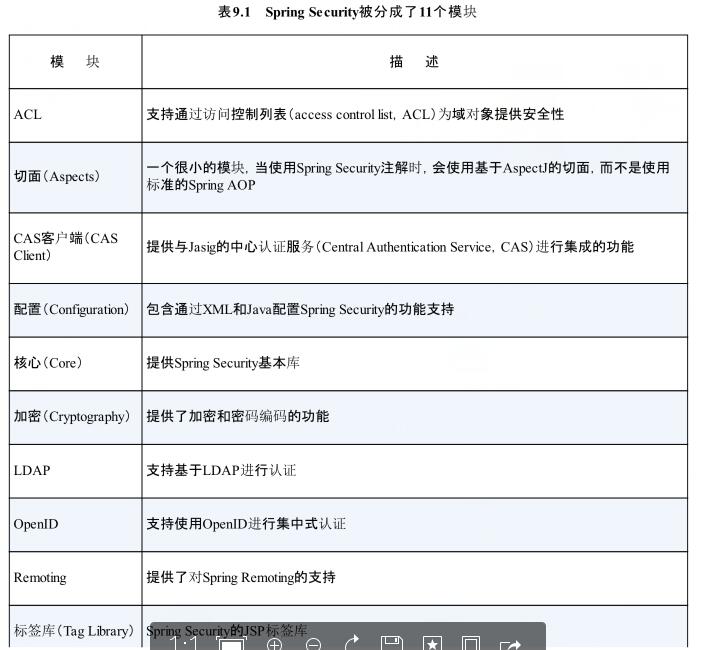 表9.1 Spring Security被分成了11个模块
模 块
描 述
ACL
支持通过访问控制列表（access control list, ACL）为域对象提供安全性
切面（Aspects）
一个很小的模块, 当使用Spring Security注解时, 会使用基于AspectJ的切面, 而不是使用
标准的Spring AOP
CAS客户端（CAS
Client）
提供与Jasig的中心认证服务（Central Authentication Service, CAS）进行集成的功能
配置（Configuration）
包含通过XML和Java配置Spring Security的功能支持
核心（Core）
提供Spring Security基本库
加密（Cryptography）
提供了加密和密码编码的功能
LDAP
支持基于LDAP进行认证
OpenID
支持使用OpenID进行集中式认证
Remoting
提供了对Spring Remoting的支持
标签库（Tag Library）
Spring Security的JSP标签库
1:1